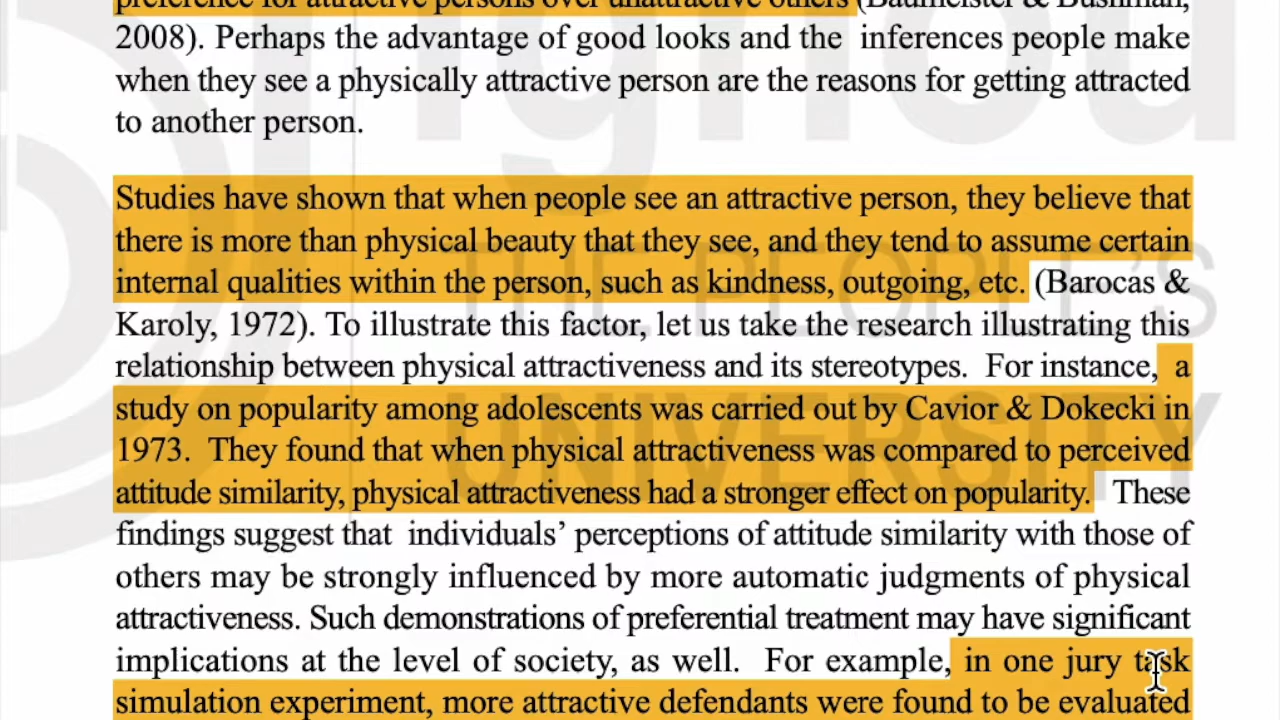 preference for attractive persons over unattractive others (Baumeister & Bushman,
2008). Perhaps the advantage of good looks and the inferences people make
when they see a physically attractive person are the reasons for getting attracted
to another person.
Studies have shown that when people see an attractive person, they believe that
there is more than physical beauty that they see, and they tend to assume certain
internal qualities within the person, such as kindness, outgoing, etc. (Barocas &
Karoly, 1972). To illustrate this factor, let us take the research illustrating this
relationship between physical attractiveness and its stereotypes. For instance, a
study on popularity among adolescents was carried out by Cavior & Dokecki in
1973. They found that when physical attractiveness was compared to perceived
attitude similarity, physical attractiveness had a stronger effect on popularity. These
findings suggest that individuals’ perceptions of attitude similarity with those of
others may be strongly influenced by more automatic judgments of physical
attractiveness. Such demonstrations of preferential treatment may have significant
implications at the level of society, as well. For example, in one jury task
simulation experiment, more attractive defendants were found to be evaluated
ignou
THE PEOPLE'S
UNIVERSITY